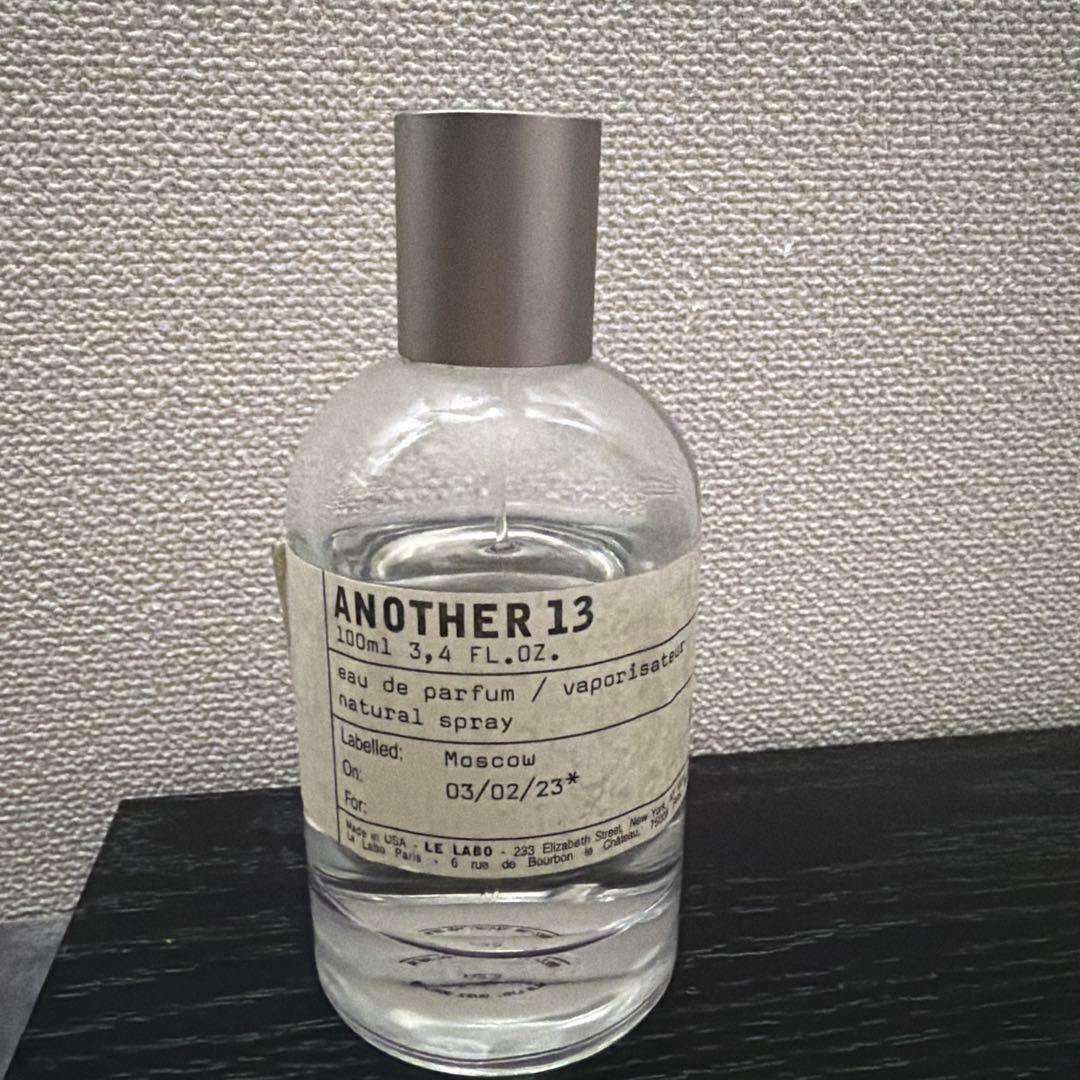 ANOTHER 13
100ml 3,4 FL.OZ.
eau de parfum / vaporisateur
natural spray
Labelled: Moscow
On: 03/02/23*
For:
Made in USA - LE LABO - 233 Elizabeth Street, New York,
Le Labo Paris - 6 rue de Bourbon le Château,